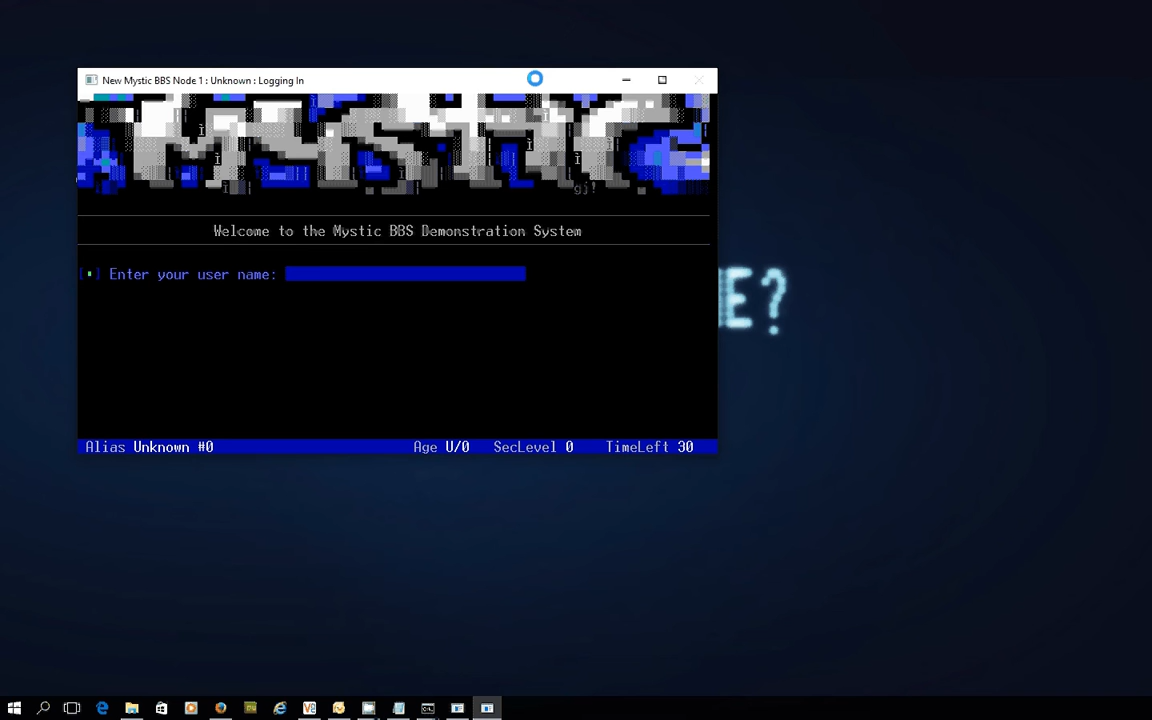 New Mystic BBS Node 1 : Unknown : Logging In
gj!
Welcome to the Mystic BBS Demonstration System
[▪] Enter your user name:
E?
Alias Unknown #0 Age U/0 SecLevel 0 TimeLeft 30